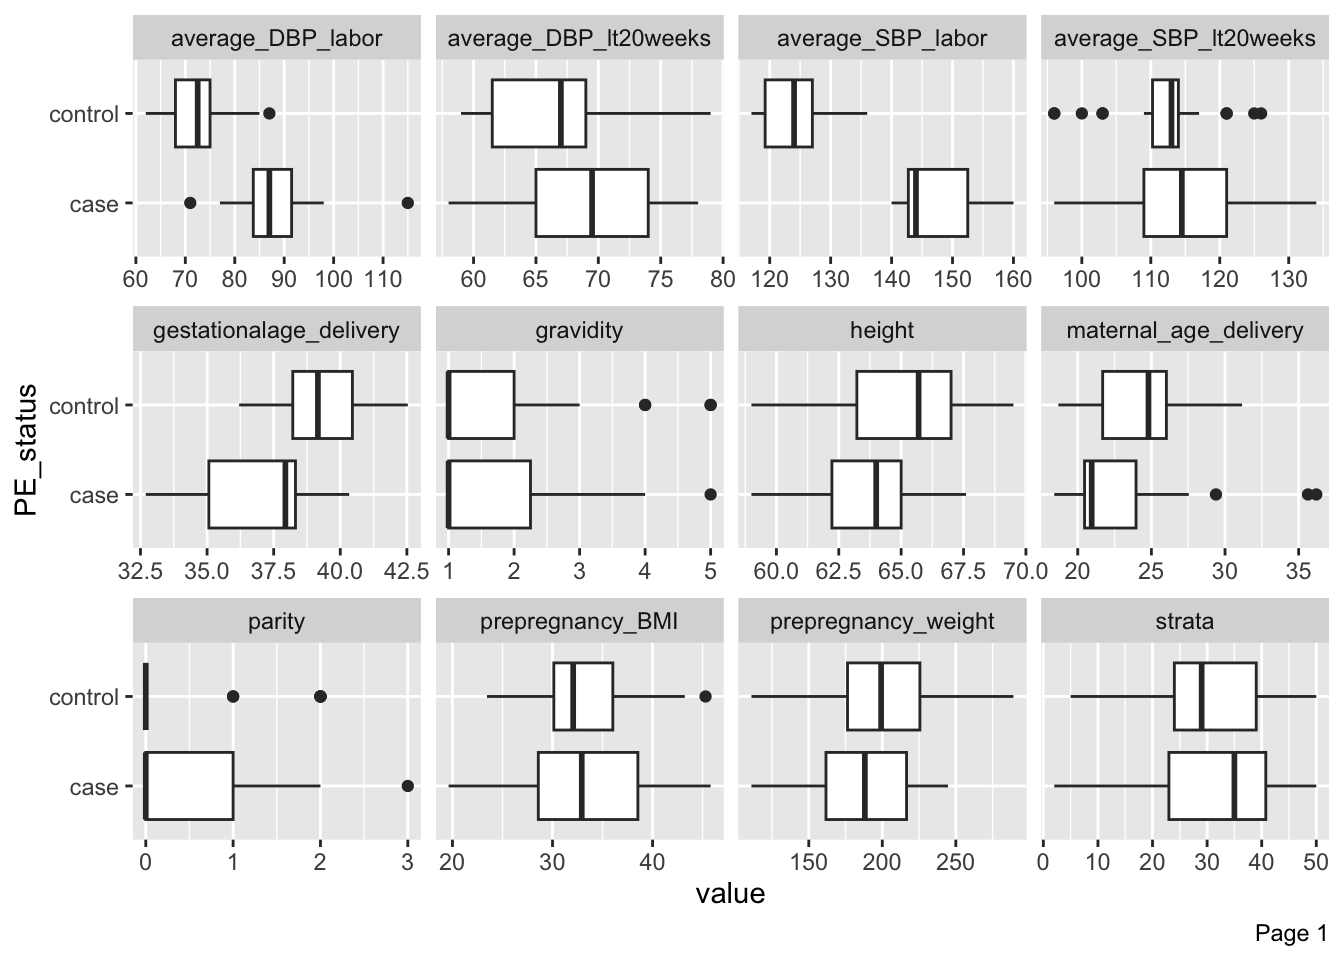 average_DBP_labor average_DBP_lt20weeks average_SBP_labor average_SBP_lt20weeks
control
case
60 70 80 90 100 110 60 65 70 75 80 120 130 140 150 160 100 110 120 130
gestationalage_delivery gravidity height maternal_age_delivery
control
case
32.5 35.0 37.5 40.0 42.5 1 2 3 4 5 60.0 62.5 65.0 67.5 70.0 20 25 30 35
PE_status
parity prepregnancy_BMI prepregnancy_weight strata
control
case
0 1 2 3 20 30 40 150 200 250 0 10 20 30 40 50
value
Page 1